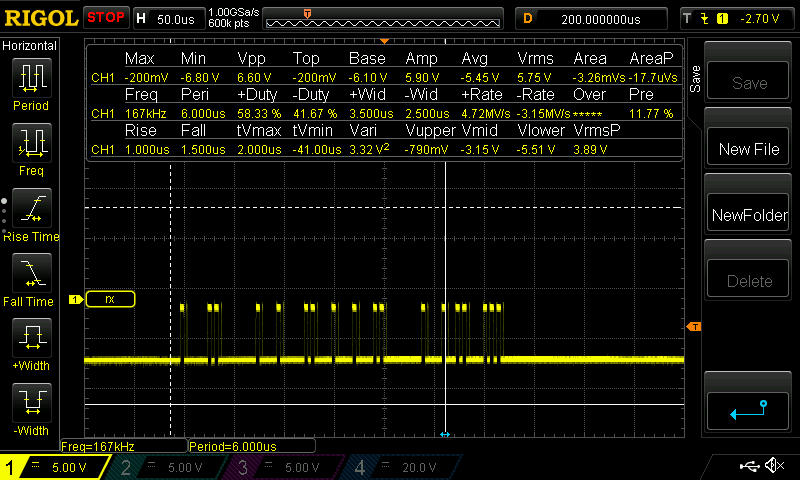 RIGOL STOP H 50.0us 1.00GSa/s 600k pts T D 200.000000us T 1 -2.70 V
Horizontal
Period
Freq
Rise Time
Fall Time
+Width
-Width
Max Min Vpp Top Base Amp Avg Vrms Area AreaP
CH1 -200mV -6.80 V 6.60 V -200mV -6.10 V 5.90 V -5.45 V 5.75 V -3.26mVs -17.7uVs
Freq Peri +Duty -Duty +Wid -Wid +Rate -Rate Over Pre
CH1 167kHz 6.000us 58.33 % 41.67 % 3.500us 2.500us 4.72MV/s -3.15MV/s ***** 11.77 %
Rise Fall tVmax tVmin Vari Vupper Vmid Vlower VrmsP
CH1 1.000us 1.500us 2.000us -41.00us 3.32 V² -790mV -3.15 V -5.51 V 3.89 V
1 rx
T
Save
Save
New File
NewFolder
Delete
Freq=167kHz Period=6.000us
1 5.00 V 2 5.00 V 3 5.00 V 4 20.0 V